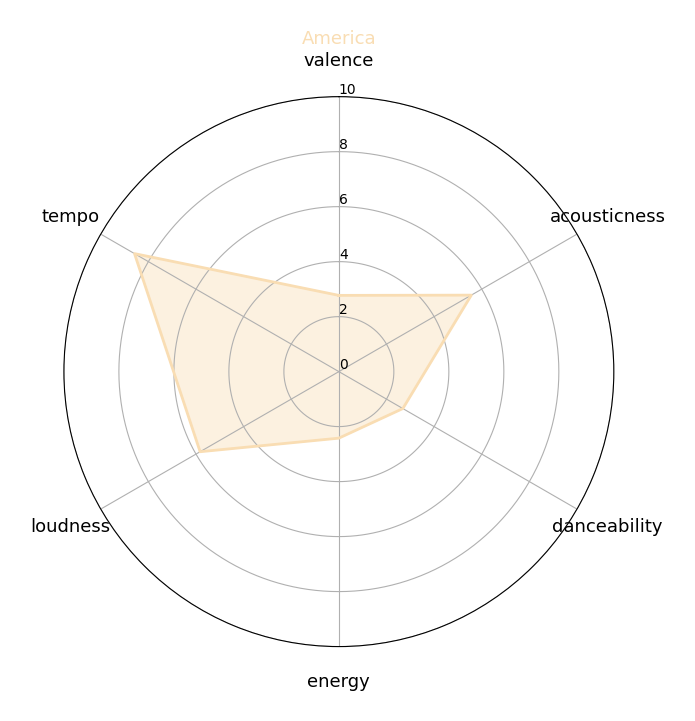 America
valence
10
8
6
4
2
0
tempo
acousticness
loudness
danceability
energy